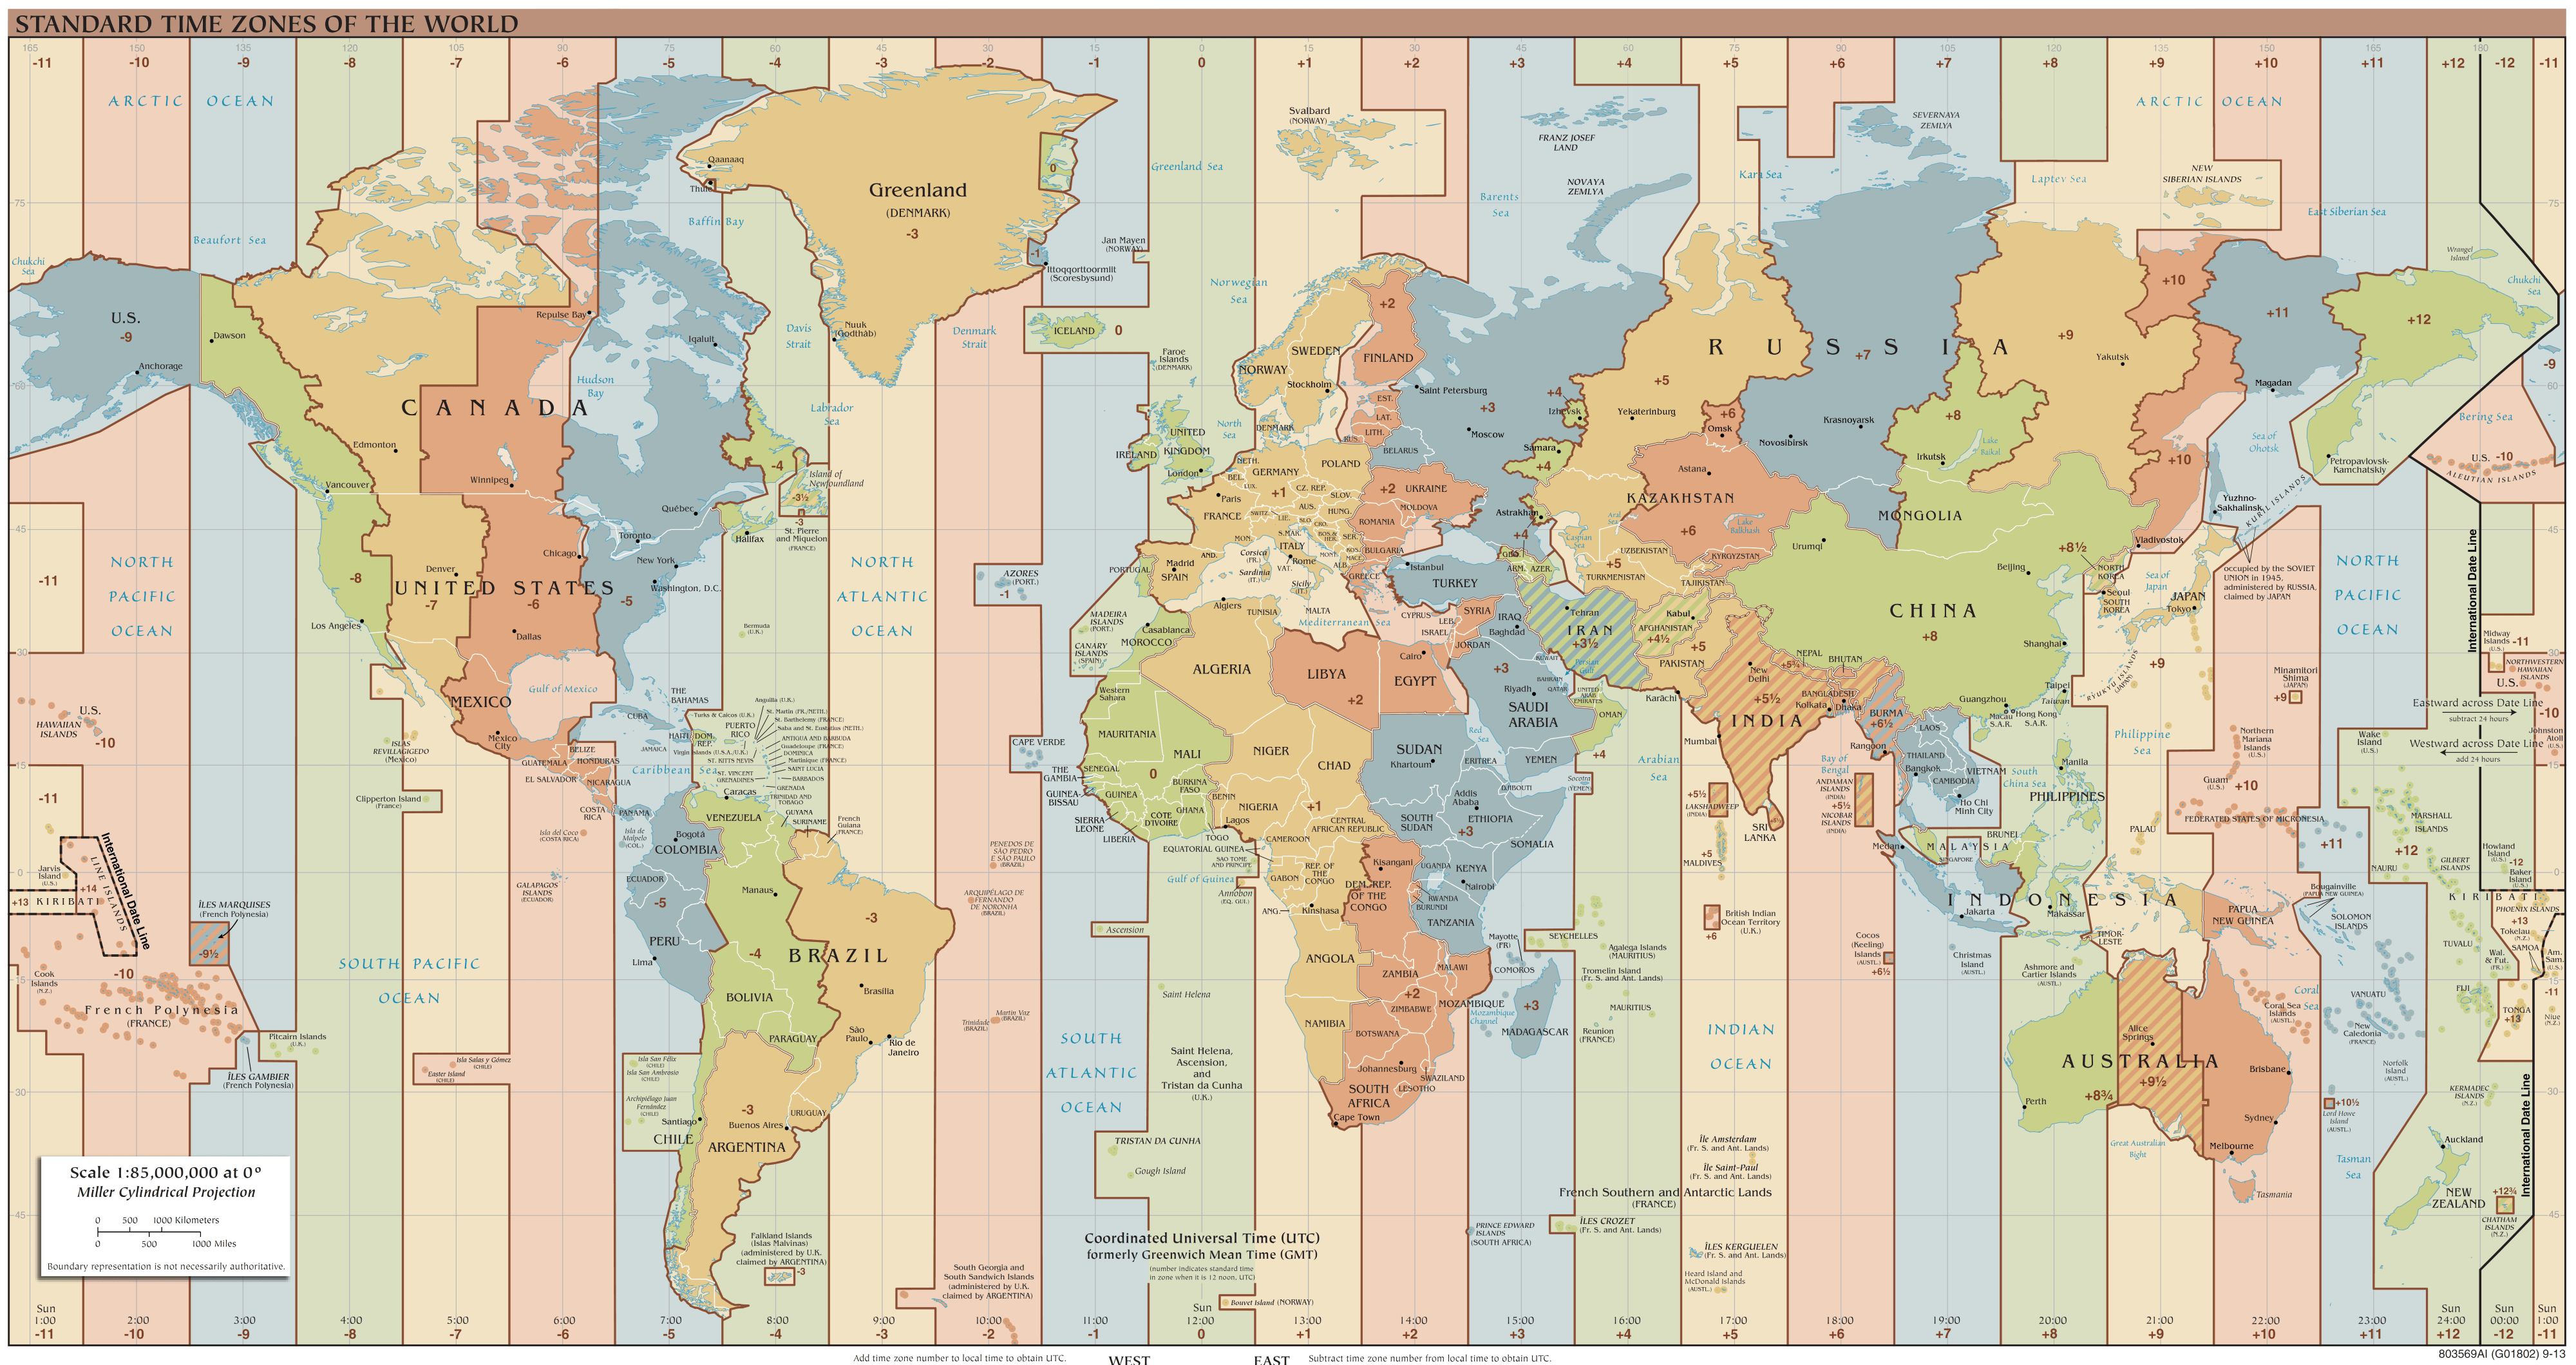 STANDARD TIME ZONES OF THE WORLD
165 150 135 120 105 90 75 60 45 30 15 0 15 30 45 60 75 90 105 120 135 150 165 180
-11 -10 -9 -8 -7 -6 -5 -4 -3 -2 -1 0 +1 +2 +3 +4 +5 +6 +7 +8 +9 +10 +11 +12 -12 -11
ARCTIC OCEAN
ARCTIC OCEAN
Svalbard
(NORWAY)
FRANZ JOSEF
LAND
SEVERNAYA
ZEMLYA
NOVAYA
ZEMLYA
NEW
SIBERIAN ISLANDS
Greenland Sea
Barents
Sea
Kara Sea
Laptev Sea
East Siberian Sea
Qaanaaq
Thule
Greenland
(DENMARK)
-3
0
-1
Ittoqqortoormiit
(Scoresbysund)
Jan Mayen
(NORWAY)
Baffin Bay
Beaufort Sea
Chukchi
Sea
Wrangel
Island
Chukchi
Sea
Norwegian
Sea
Denmark
Strait
Davis
Strait
Nuuk
(Godthåb)
ICELAND
0
Faroe
Islands
(DENMARK)
U.S.
-9
Anchorage
Dawson
Repulse Bay
Iqaluit
Hudson
Bay
Labrador
Sea
CANADA
Edmonton
Winnipeg
Vancouver
Québec
Toronto
Halifax
-4
Island of
Newfoundland
-3½
-3
St. Pierre
and Miquelon
(FRANCE)
UNITED STATES
-8
-7
-6
-5
Chicago
New York
Washington, D.C.
Denver
Los Angeles
Dallas
Bermuda
(U.K.)
NORTH
PACIFIC
OCEAN
NORTH
ATLANTIC
OCEAN
-11
AZORES
(PORT.)
-1
MADEIRA
ISLANDS
(PORT.)
CANARY
ISLANDS
(SPAIN)
Gulf of Mexico
MEXICO
Mexico
City
ISLAS
REVILLAGIGEDO
(Mexico)
Clipperton Island
(France)
U.S.
HAWAIIAN
ISLANDS
-10
-11
THE
BAHAMAS
CUBA
JAMAICA
HAITI
DOM.
REP.
PUERTO
RICO
Turks & Caicos (U.K.)
Virgin Islands (U.S.A./U.K.)
Anguilla (U.K.)
St. Martin (FR./NETH.)
St. Barthelemy (FRANCE)
Saba and St. Eustatius (NETH.)
ANTIGUA AND BARBUDA
Guadeloupe (FRANCE)
DOMINICA
Martinique (FRANCE)
ST. KITTS NEVIS
SAINT LUCIA
ST. VINCENT
GRENADINES
BARBADOS
GRENADA
TRINIDAD AND
TOBAGO
Caribbean Sea
BELIZE
HONDURAS
GUATEMALA
EL SALVADOR
NICARAGUA
COSTA
RICA
PANAMA
Isla del Coco
(COSTA RICA)
Isla de
Malpelo
(COL.)
GALAPAGOS
ISLANDS
(ECUADOR)
Caracas
VENEZUELA
GUYANA
SURINAME
French
Guiana
(FRANCE)
Bogotá
COLOMBIA
ECUADOR
-5
PERU
Lima
Manaus
-4
BRAZIL
-3
Brasília
São
Paulo
Rio de
Janeiro
BOLIVIA
PARAGUAY
URUGUAY
-3
Buenos Aires
ARGENTINA
Santiago
CHILE
Isla San Félix
(CHILE)
Isla San Ambrosio
(CHILE)
Archipiélago Juan
Fernández
(CHILE)
Isla Salas y Gómez
(CHILE)
Easter Island
(CHILE)
PENEDOS DE
SÃO PEDRO
E SÃO PAULO
(BRAZIL)
ARQUIPÉLAGO DE
FERNANDO
DE NORONHA
(BRAZIL)
Trindade
(BRAZIL)
Martin Vaz
(BRAZIL)
Falkland Islands
(Islas Malvinas)
(administered by U.K.
claimed by ARGENTINA)
-3
South Georgia and
South Sandwich Islands
(administered by U.K.
claimed by ARGENTINA)
SOUTH PACIFIC
OCEAN
SOUTH
ATLANTIC
OCEAN
International Date Line
LINE ISLANDS
Jarvis
Island
(U.S.)
+14
+13 KIRIBATI
ÎLES MARQUISES
(French Polynesia)
-9½
-10
Cook
Islands
(N.Z.)
French Polynesia
(FRANCE)
Pitcairn Islands
(U.K.)
ÎLES GAMBIER
(French Polynesia)
NORWAY
SWEDEN
Stockholm
FINLAND
+2
EST.
LAT.
LITH.
RUS.
BELARUS
DENMARK
North
Sea
UNITED
KINGDOM
IRELAND
London
NETH.
BEL.
LUX.
GERMANY
POLAND
+1
CZ. REP.
SLOV.
AUS.
HUNG.
Paris
FRANCE
SWITZ.
LIE.
SLO.
CRO.
BOS. &
HER.
SER.
KOS.
MONT.
MACE.
ALB.
S.MAR.
ITALY
Rome
VAT.
MON.
AND.
Corsica
(FR.)
Sardinia
(IT.)
Sicily
(IT.)
MALTA
PORTUGAL
Madrid
SPAIN
+2 UKRAINE
MOLDOVA
ROMANIA
BULGARIA
GREECE
Istanbul
TURKEY
CYPRUS
SYRIA
LEB.
ISRAEL
JORDAN
Mediterranean Sea
Saint Petersburg
+3
Moscow
+4
Izhevsk
Samara
+4
Astrakhan
+4
GEO.
ARM.
AZER.
Caspian
Sea
Aral
Sea
RUSSIA
+5
Yekaterinburg
+6
Omsk
+7
Novosibirsk
Krasnoyarsk
+8
Irkutsk
Lake
Baikal
+9
Yakutsk
+10
+11
Magadan
+12
Petropavlovsk-
Kamchatskiy
+10
Sea of
Ohotsk
Yuzhno-
Sakhalinsk
KURIL ISLANDS
Vladivostok
occupied by the SOVIET
UNION in 1945,
administered by RUSSIA,
claimed by JAPAN
Bering Sea
-9
U.S. -10
ALEUTIAN ISLANDS
Astana
KAZAKHSTAN
+6
Lake
Balkhash
UZBEKISTAN
+5
TURKMENISTAN
KYRGYZSTAN
TAJIKISTAN
MONGOLIA
Urumqi
Beijing
CHINA
+8
Shanghai
Guangzhou
Macau
S.A.R.
Hong Kong
S.A.R.
Taipei
Taiwan
+8½
NORTH
KOREA
Seoul
SOUTH
KOREA
Sea of
Japan
JAPAN
Tokyo
+9
RYUKYU ISLANDS
(JAPAN)
Tehran
IRAN
+3½
Kabul
AFGHANISTAN
+4½
PAKISTAN
+5
Karachi
IRAQ
Baghdad
KUWAIT
Persian
Gulf
BAHRAIN
QATAR
UNITED
ARAB
EMIRATES
OMAN
+4
Riyadh
SAUDI
ARABIA
+3
YEMEN
Red
Sea
Socotra
(YEMEN)
Arabian
Sea
New
Delhi
+5½
INDIA
Mumbai
Kolkata
NEPAL
+5¾
BHUTAN
BANGLADESH
Dhaka
BURMA
+6½
Rangoon
Bay of
Bengal
ANDAMAN
ISLANDS
(INDIA)
+5½
NICOBAR
ISLANDS
(INDIA)
+5½
LAKSHADWEEP
(INDIA)
SRI
LANKA
+5
MALDIVES
LAOS
THAILAND
Bangkok
VIETNAM
CAMBODIA
Ho Chi
Minh City
South
China Sea
Manila
PHILIPPINES
Philippine
Sea
PALAU
BRUNEI
MALAYSIA
SINGAPORE
Medan
INDONESIA
Jakarta
Makassar
TIMOR-
LESTE
Casablanca
MOROCCO
Algiers
TUNISIA
ALGERIA
LIBYA
+2
Cairo
EGYPT
Western
Sahara
MAURITANIA
MALI
0
NIGER
CHAD
SUDAN
Khartoum
ERITREA
DJIBOUTI
CAPE VERDE
SENEGAL
THE
GAMBIA
GUINEA-
BISSAU
GUINEA
SIERRA
LEONE
LIBERIA
CÔTE
D'IVOIRE
BURKINA
FASO
GHANA
TOGO
BENIN
NIGERIA
Lagos
+1
CAMEROON
CENTRAL
AFRICAN REPUBLIC
SOUTH
SUDAN
Addis
Ababa
ETHIOPIA
+3
SOMALIA
EQUATORIAL GUINEA
SAO TOME
AND PRINCIPE
Gulf of Guinea
Annobon
(EQ. GUI.)
GABON
REP. OF
THE
CONGO
Kisangani
DEM. REP.
OF THE
CONGO
Kinshasa
ANG.
UGANDA
KENYA
Nairobi
RWANDA
BURUNDI
TANZANIA
ANGOLA
ZAMBIA
MALAWI
+2
ZIMBABWE
MOZAMBIQUE
Mozambique
Channel
NAMIBIA
BOTSWANA
Johannesburg
SWAZILAND
LESOTHO
SOUTH
AFRICA
Cape Town
Mayotte
(FR)
COMOROS
+3
MADAGASCAR
SEYCHELLES
Agalega Islands
(MAURITIUS)
Tromelin Island
(Fr. S. and Ant. Lands)
MAURITIUS
Reunion
(FRANCE)
British Indian
Ocean Territory
(U.K.)
+6
INDIAN
OCEAN
Cocos
(Keeling)
Islands
(AUSTL.)
+6½
Christmas
Island
(AUSTL.)
Ashmore and
Cartier Islands
(AUSTL.)
Ascension
Saint Helena
Saint Helena,
Ascension,
and
Tristan da Cunha
(U.K.)
TRISTAN DA CUNHA
Gough Island
Île Amsterdam
(Fr. S. and Ant. Lands)
Île Saint-Paul
(Fr. S. and Ant. Lands)
French Southern and Antarctic Lands
(FRANCE)
PRINCE EDWARD
ISLANDS
(SOUTH AFRICA)
ÎLES CROZET
(Fr. S. and Ant. Lands)
ÎLES KERGUELEN
(Fr. S. and Ant. Lands)
Heard Island and
McDonald Islands
(AUSTL.)
Bouvet Island (NORWAY)
AUSTRALIA
Alice
Springs
+9½
+8¾
Perth
Great Australian
Bight
Brisbane
Sydney
Melbourne
Tasmania
Tasman
Sea
Coral
Sea
Coral Sea
Islands
(AUSTL.)
PAPUA
NEW GUINEA
Bougainville
(PAPUA NEW GUINEA)
SOLOMON
ISLANDS
VANUATU
New
Caledonia
(FRANCE)
Norfolk
Island
(AUSTL.)
+10½
Lord Howe
Island
(AUSTL.)
FIJI
TUVALU
NAURU
+11
+12
MARSHALL
ISLANDS
GILBERT
ISLANDS
KIRIBATI
FEDERATED STATES OF MICRONESIA
Guam
(U.S.)
+10
Northern
Mariana
Islands
(U.S.)
Minamitori
Shima
(JAPAN)
+9
Wake
Island
(U.S.)
NORTH
PACIFIC
OCEAN
International Date Line
Midway
Islands -11
(U.S.)
NORTHWESTERN
HAWAIIAN
ISLANDS
U.S.
-10
Eastward across Date Line
subtract 24 hours
Westward across Date Line
add 24 hours
Johnston
Atoll
(U.S.)
Howland
Island
(U.S.)
-12
Baker
Island
(U.S.)
PHOENIX ISLANDS
+13
Tokelau
(N.Z.)
SAMOA
Wal.
& Fut.
(FR.)
Am.
Sam.
(U.S.)
-11
TONGA
+13
Niue
(N.Z.)
KERMADEC
ISLANDS
(N.Z.)
Auckland
NEW
ZEALAND
+12¾
CHATHAM
ISLANDS
(N.Z.)
International Date Line
Scale 1:85,000,000 at 0°
Miller Cylindrical Projection
0 500 1000 Kilometers
0 500 1000 Miles
Boundary representation is not necessarily authoritative.
Coordinated Universal Time (UTC)
formerly Greenwich Mean Time (GMT)
(number indicates standard time
in zone when it is 12 noon, UTC)
Sun Sun Sun Sun Sun
1:00 2:00 3:00 4:00 5:00 6:00 7:00 8:00 9:00 10:00 11:00 12:00 13:00 14:00 15:00 16:00 17:00 18:00 19:00 20:00 21:00 22:00 23:00 24:00 00:00 1:00
-11 -10 -9 -8 -7 -6 -5 -4 -3 -2 -1 0 +1 +2 +3 +4 +5 +6 +7 +8 +9 +10 +11 +12 -12 -11
Add time zone number to local time to obtain UTC. WEST EAST Subtract time zone number from local time to obtain UTC.
803569AI (G01802) 9-13